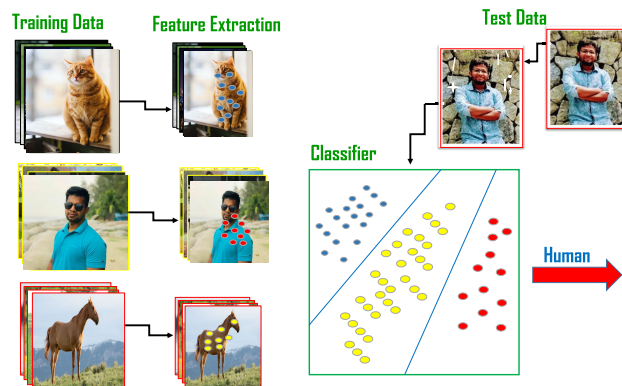 Training Data
Feature Extraction
Test Data
Classifier
Human